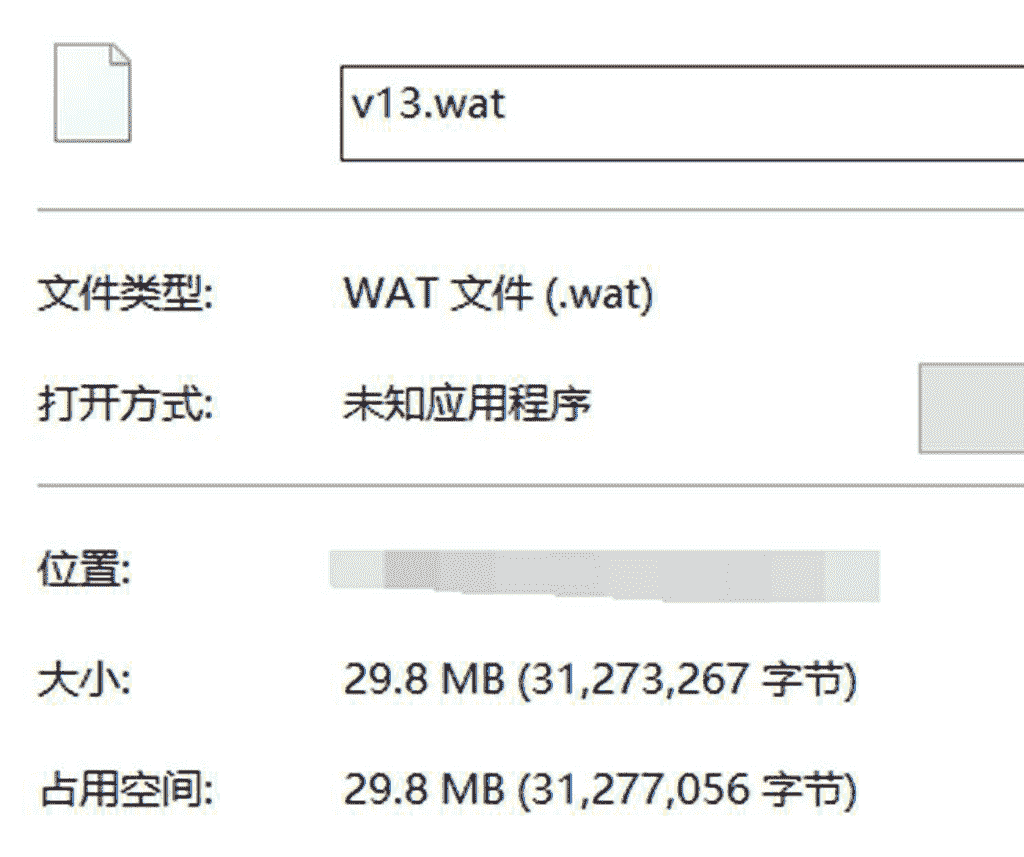 v13.wat
文件类型: WAT 文件 (.wat)
打开方式: 未知应用程序
位置:
大小: 29.8 MB (31,273,267 字节)
占用空间: 29.8 MB (31,277,056 字节)